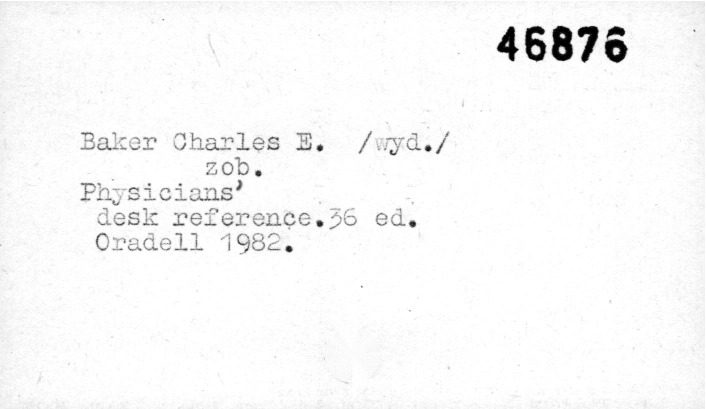 46876
Baker Charles E. /wyd./
zob.
Physicians'
desk reference.36 ed.
Oradell 1982.